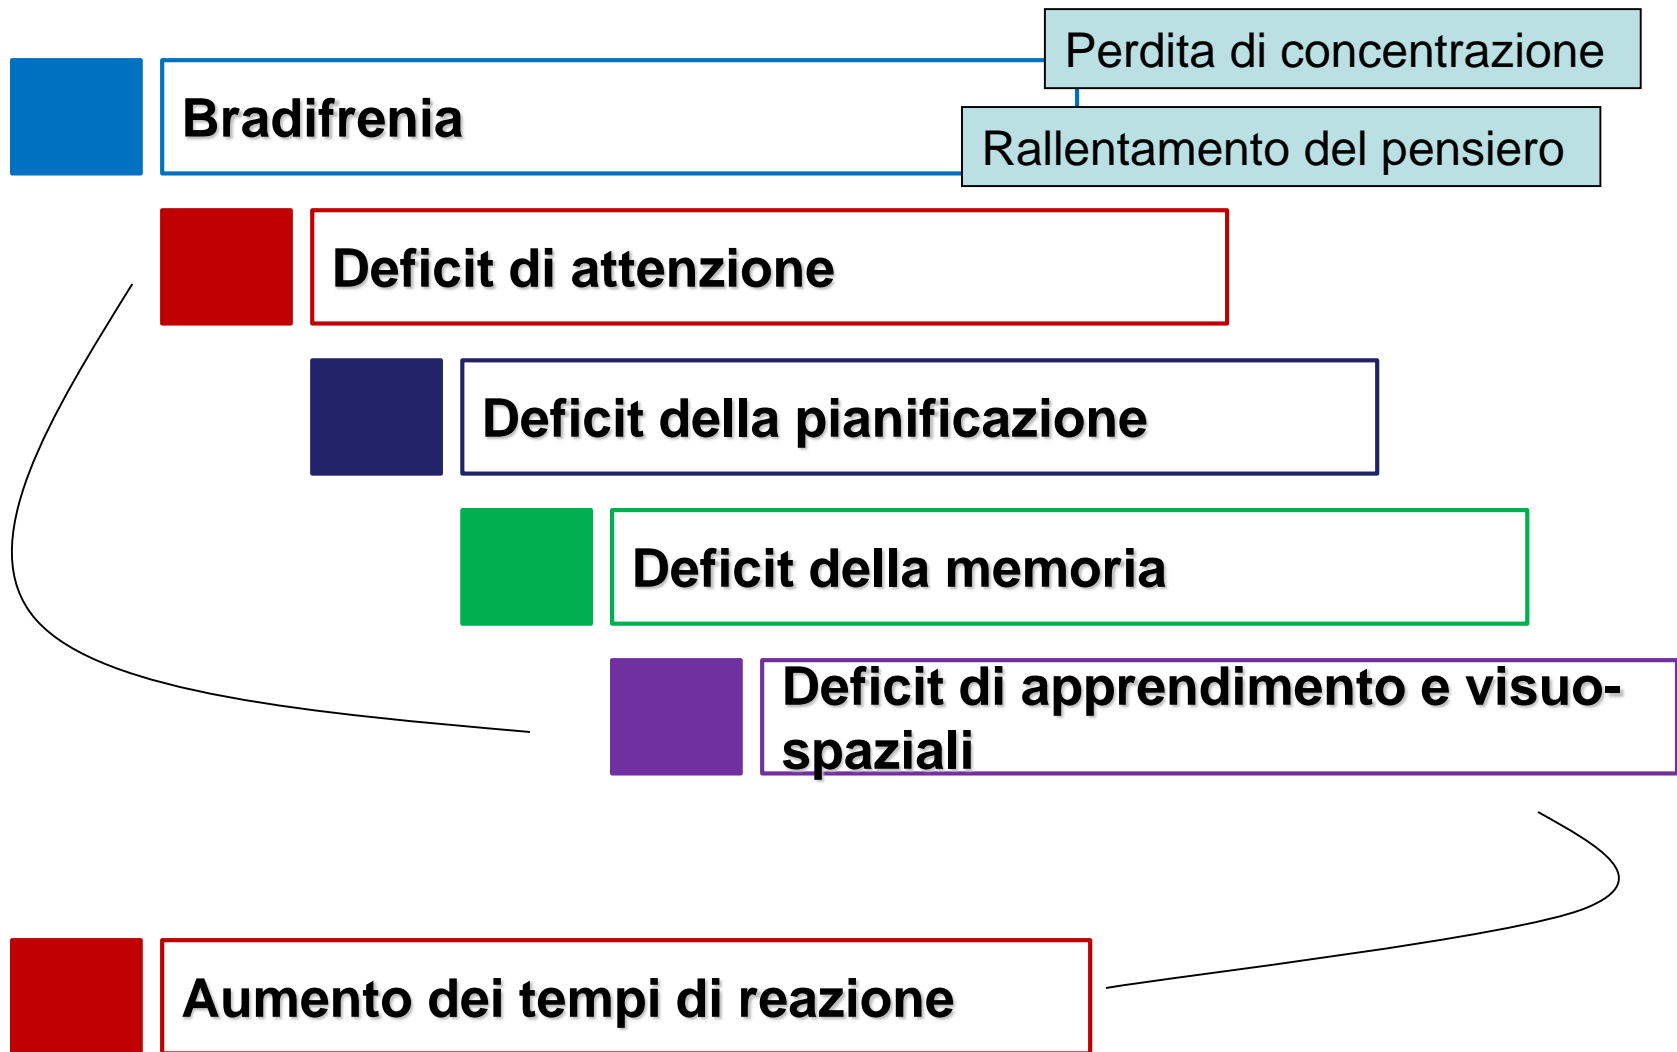 Perdita di concentrazione
Bradifrenia
Rallentamento del pensiero
Deficit di attenzione
Deficit della pianificazione
Deficit della memoria
Deficit di apprendimento e visuo-
spaziali
Aumento dei tempi di reazione